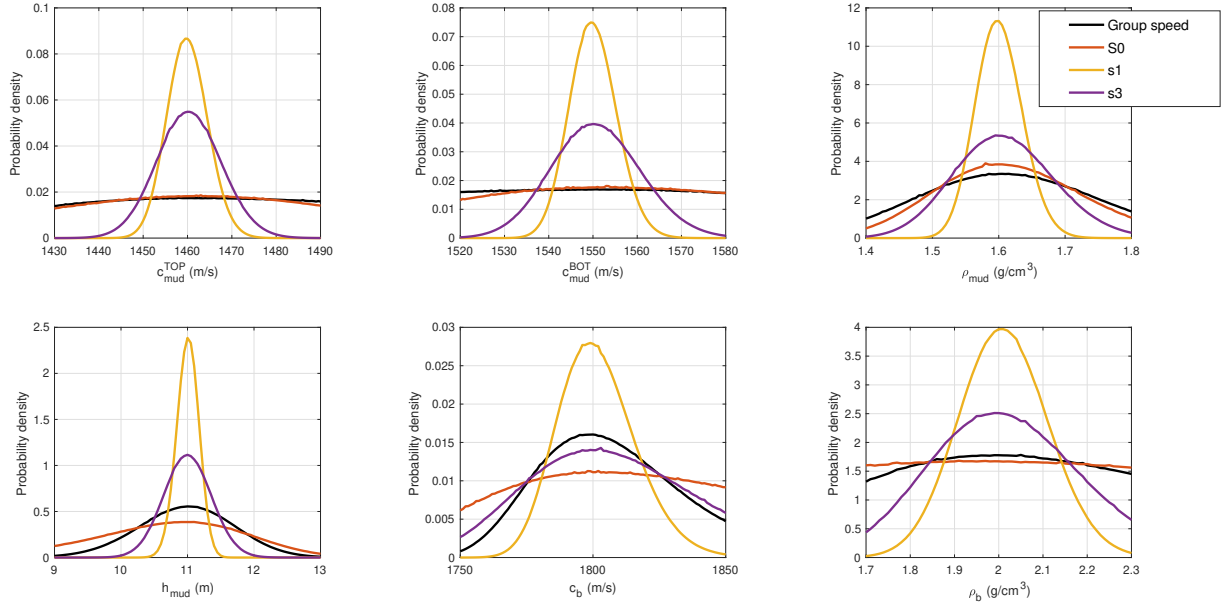 0.1
0.08
0.06
0.04
0.02
0
Probability density
1430 1440 1450 1460 1470 1480 1490
c_mud^TOP (m/s)
0.08
0.07
0.06
0.05
0.04
0.03
0.02
0.01
0
Probability density
1520 1530 1540 1550 1560 1570 1580
c_mud^BOT (m/s)
12
10
8
6
4
2
0
Probability density
1.4 1.5 1.6 1.7 1.8
ρ_mud (g/cm^3)
Group speed
S0
s1
s3
2.5
2
1.5
1
0.5
0
Probability density
9 10 11 12 13
h_mud (m)
0.03
0.025
0.02
0.015
0.01
0.005
0
Probability density
1750 1800 1850
c_b (m/s)
4
3.5
3
2.5
2
1.5
1
0.5
0
Probability density
1.7 1.8 1.9 2 2.1 2.2 2.3
ρ_b (g/cm^3)